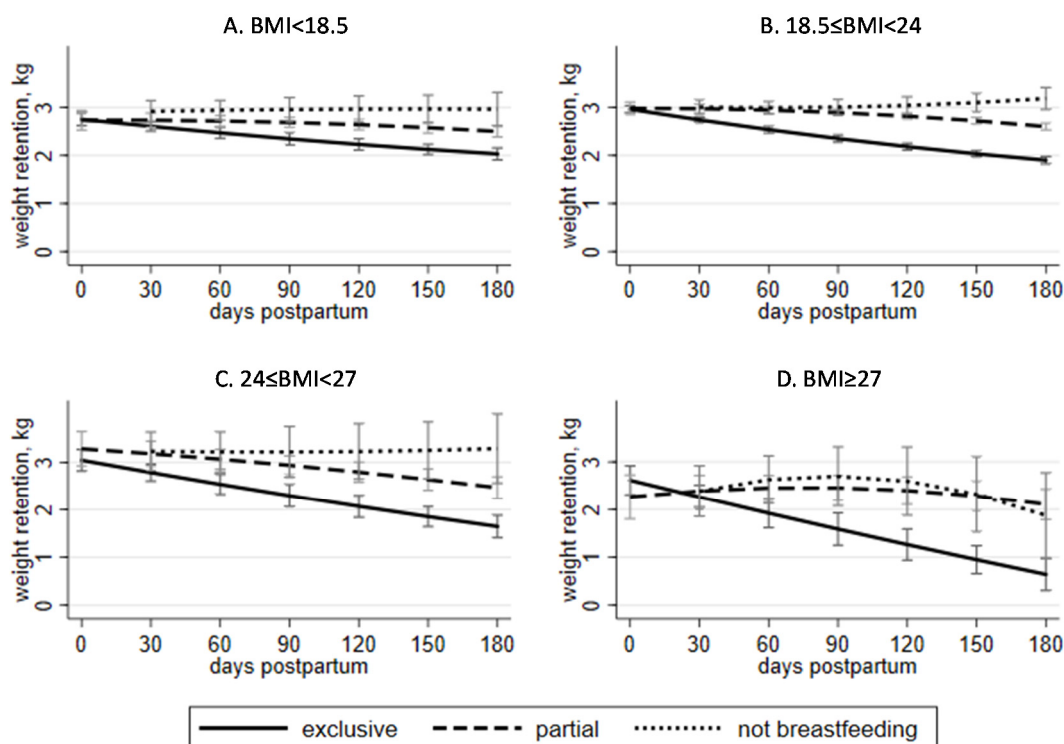 A. BMI<18.5
weight retention, kg
3
2
1
0
0 30 60 90 120 150 180
days postpartum
B. 18.5≤BMI<24
weight retention, kg
3
2
1
0
0 30 60 90 120 150 180
days postpartum
C. 24≤BMI<27
weight retention, kg
3
2
1
0
0 30 60 90 120 150 180
days postpartum
D. BMI≥27
weight retention, kg
3
2
1
0
0 30 60 90 120 150 180
days postpartum
exclusive partial not breastfeeding